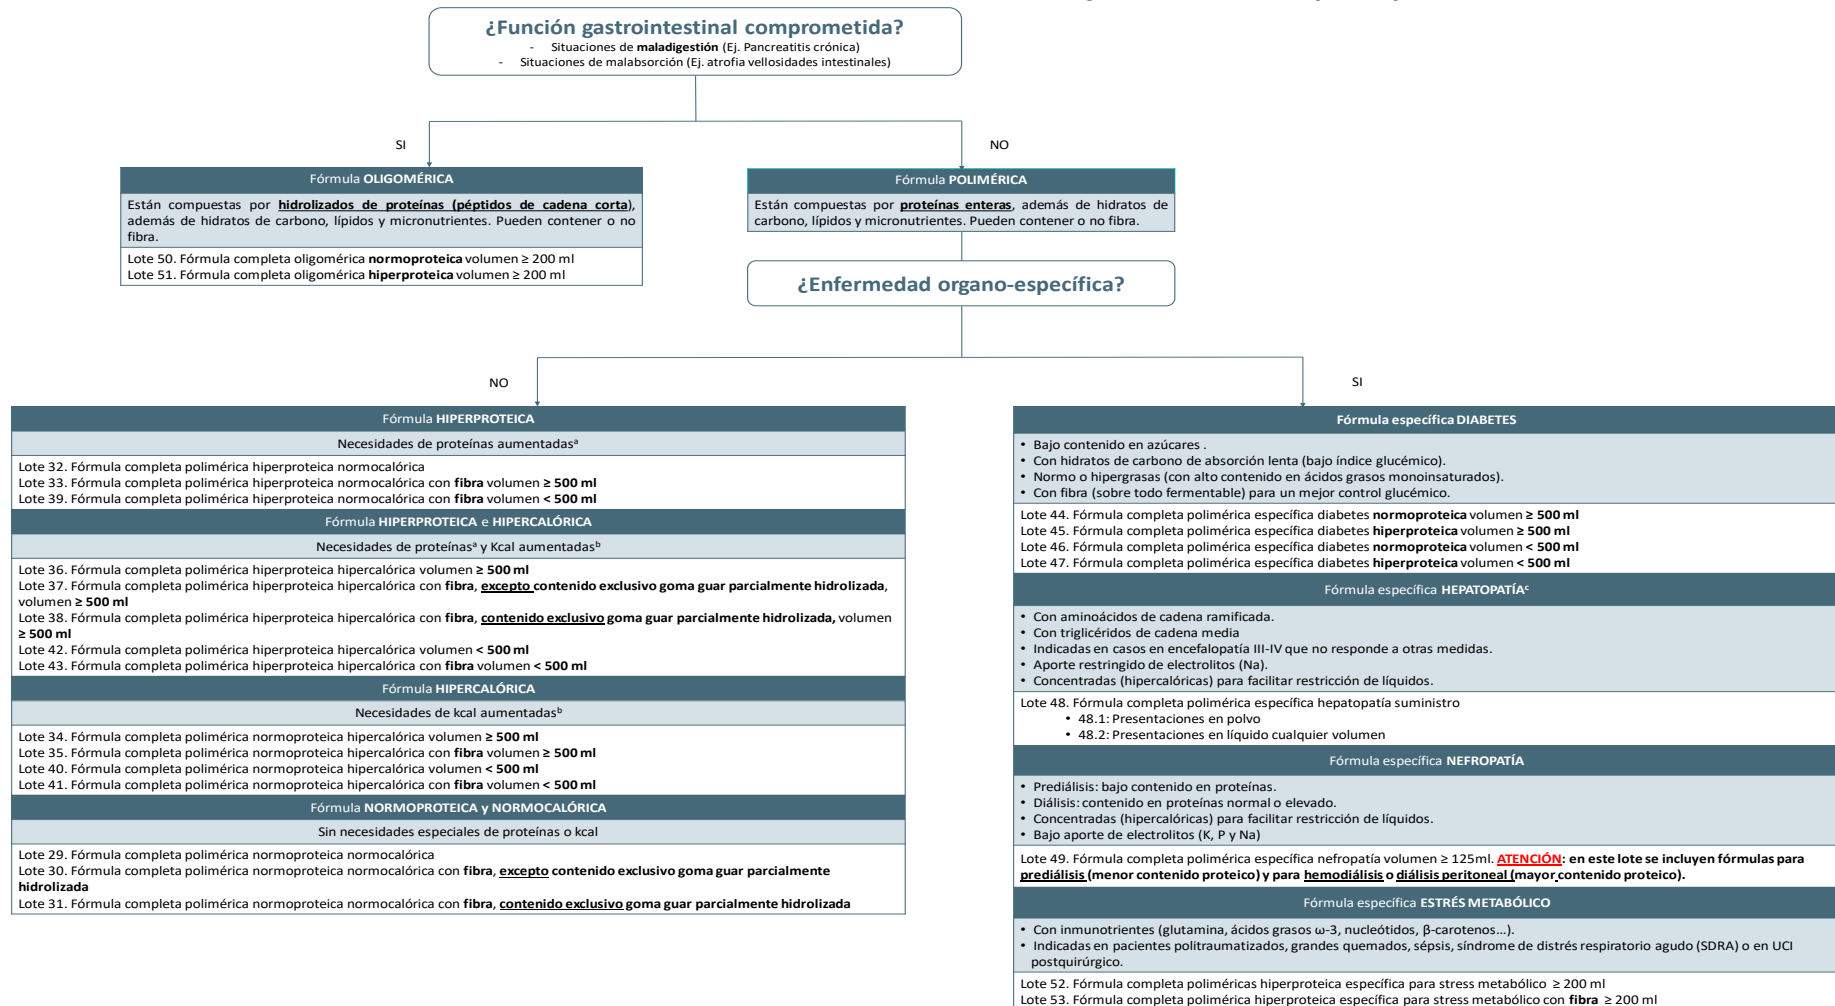 ¿Función gastrointestinal comprometida?
- Situaciones de maladigestión (Ej. Pancreatitis crónica)
- Situaciones de malabsorción (Ej. atrofia vellosidades intestinales)
SI
NO
Fórmula OLIGOMÉRICA
Están compuestas por hidrolizados de proteínas (péptidos de cadena corta),
además de hidratos de carbono, lípidos y micronutrientes. Pueden contener o no
fibra.
Lote 50. Fórmula completa oligomérica normoproteica volumen ≥ 200 ml
Lote 51. Fórmula completa oligomérica hiperproteica volumen ≥ 200 ml
Fórmula POLIMÉRICA
Están compuestas por proteínas enteras, además de hidratos de
carbono, lípidos y micronutrientes. Pueden contener o no fibra.
¿Enfermedad organo-específica?
NO
SI
Fórmula HIPERPROTEICA
Necesidades de proteínas aumentadasᵃ
Lote 32. Fórmula completa polimérica hiperproteica normocalórica
Lote 33. Fórmula completa polimérica hiperproteica normocalórica con fibra volumen ≥ 500 ml
Lote 39. Fórmula completa polimérica hiperproteica normocalórica con fibra volumen < 500 ml
Fórmula HIPERPROTEICA e HIPERCALÓRICA
Necesidades de proteínasᵃ y Kcal aumentadasᵇ
Lote 36. Fórmula completa polimérica hiperproteica hipercalórica volumen ≥ 500 ml
Lote 37. Fórmula completa polimérica hiperproteica hipercalórica con fibra, excepto contenido exclusivo goma guar parcialmente hidrolizada,
volumen ≥ 500 ml
Lote 38. Fórmula completa polimérica hiperproteica hipercalórica con fibra, contenido exclusivo goma guar parcialmente hidrolizada, volumen
≥ 500 ml
Lote 42. Fórmula completa polimérica hiperproteica hipercalórica volumen < 500 ml
Lote 43. Fórmula completa polimérica hiperproteica hipercalórica con fibra volumen < 500 ml
Fórmula HIPERCALÓRICA
Necesidades de kcal aumentadasᵇ
Lote 34. Fórmula completa polimérica normoproteica hipercalórica volumen ≥ 500 ml
Lote 35. Fórmula completa polimérica normoproteica hipercalórica con fibra volumen ≥ 500 ml
Lote 40. Fórmula completa polimérica normoproteica hipercalórica volumen < 500 ml
Lote 41. Fórmula completa polimérica normoproteica hipercalórica con fibra volumen < 500 ml
Fórmula NORMOPROTEICA y NORMOCALÓRICA
Sin necesidades especiales de proteínas o kcal
Lote 29. Fórmula completa polimérica normoproteica normocalórica
Lote 30. Fórmula completa polimérica normoproteica normocalórica con fibra, excepto contenido exclusivo goma guar parcialmente
hidrolizada
Lote 31. Fórmula completa polimérica normoproteica normocalórica con fibra, contenido exclusivo goma guar parcialmente hidrolizada
Fórmula específica DIABETES
• Bajo contenido en azúcares .
• Con hidratos de carbono de absorción lenta (bajo índice glucémico).
• Normo o hipergrasas (con alto contenido en ácidos grasos monoinsaturados).
• Con fibra (sobre todo fermentable) para un mejor control glucémico.
Lote 44. Fórmula completa polimérica específica diabetes normoproteica volumen ≥ 500 ml
Lote 45. Fórmula completa polimérica específica diabetes hiperproteica volumen ≥ 500 ml
Lote 46. Fórmula completa polimérica específica diabetes normoproteica volumen < 500 ml
Lote 47. Fórmula completa polimérica específica diabetes hiperproteica volumen < 500 ml
Fórmula específica HEPATOPATÍAᶜ
• Con aminoácidos de cadena ramificada.
• Con triglicéridos de cadena media
• Indicadas en casos en encefalopatía III-IV que no responde a otras medidas.
• Aporte restringido de electrolitos (Na).
• Concentradas (hipercalóricas) para facilitar restricción de líquidos.
Lote 48. Fórmula completa polimérica específica hepatopatía suministro
• 48.1: Presentaciones en polvo
• 48.2: Presentaciones en líquido cualquier volumen
Fórmula específica NEFROPATÍA
• Prediálisis: bajo contenido en proteínas.
• Diálisis: contenido en proteínas normal o elevado.
• Concentradas (hipercalóricas) para facilitar restricción de líquidos.
• Bajo aporte de electrolitos (K, P y Na)
Lote 49. Fórmula completa polimérica específica nefropatía volumen ≥ 125ml. ATENCIÓN: en este lote se incluyen fórmulas para
prediálisis (menor contenido proteico) y para hemodiálisis o diálisis peritoneal (mayor contenido proteico).
Fórmula específica ESTRÉS METABÓLICO
• Con inmunotrientes (glutamina, ácidos grasos ω-3, nucleótidos, β-carotenos...).
• Indicadas en pacientes politraumatizados, grandes quemados, sépsis, síndrome de distrés respiratorio agudo (SDRA) o en UCI
postquirúrgico.
Lote 52. Fórmula completa poliméricas hiperproteica específica para stress metabólico ≥ 200 ml
Lote 53. Fórmula completa polimérica hiperproteica específica para stress metabólico con fibra ≥ 200 ml